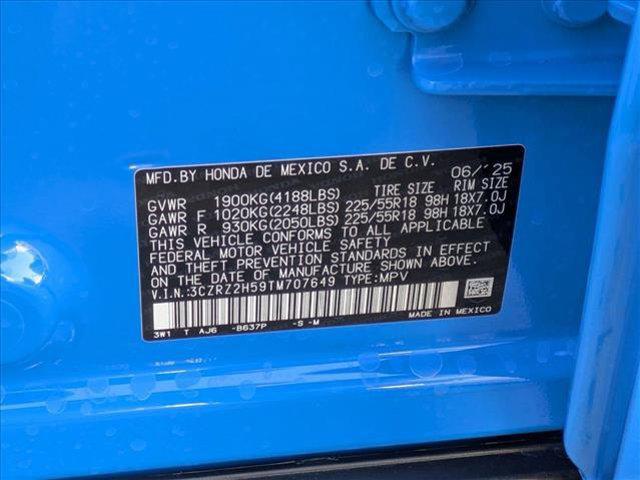 MFD.BY HONDA DE MEXICO S.A. DE C.V. 06/'25
GVWR 1900KG(4188LBS) TIRE SIZE RIM SIZE
GAWR F 1020KG(2248LBS) 225/55R18 98H 18X7.0J
GAWR R 930KG(2050LBS) 225/55R18 98H 18X7.0J
THIS VEHICLE CONFORMS TO ALL APPLICABLE
FEDERAL MOTOR VEHICLE SAFETY
AND THEFT PREVENTION STANDARDS IN EFFECT
ON THE DATE OF MANUFACTURE SHOWN ABOVE.
V.I.N.:3CZRZ2H59TM707649 TYPE:MPV
MADE IN MEXICO
3W1 T AJ6 -B637P -S -M